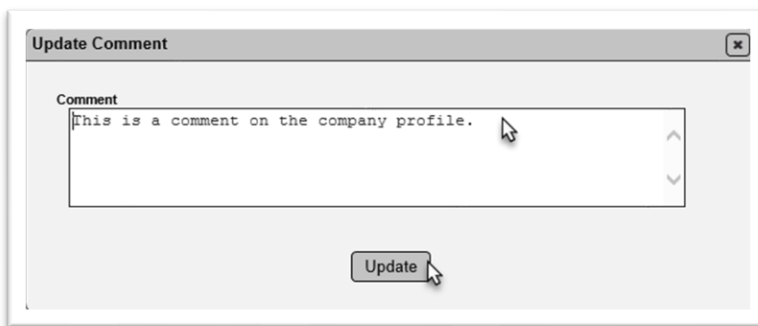 Update Comment
Comment
This is a comment on the company profile.
Update